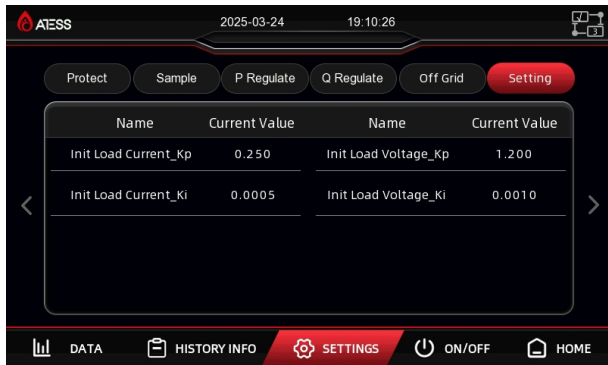 ATESS 2025-03-24 19:10:26
3
Protect Sample P Regulate Q Regulate Off Grid Setting
Name Current Value Name Current Value
Init Load Current_Kp 0.250 Init Load Voltage_Kp 1.200
Init Load Current_Ki 0.0005 Init Load Voltage_Ki 0.0010
DATA HISTORY INFO SETTINGS ON/OFF HOME